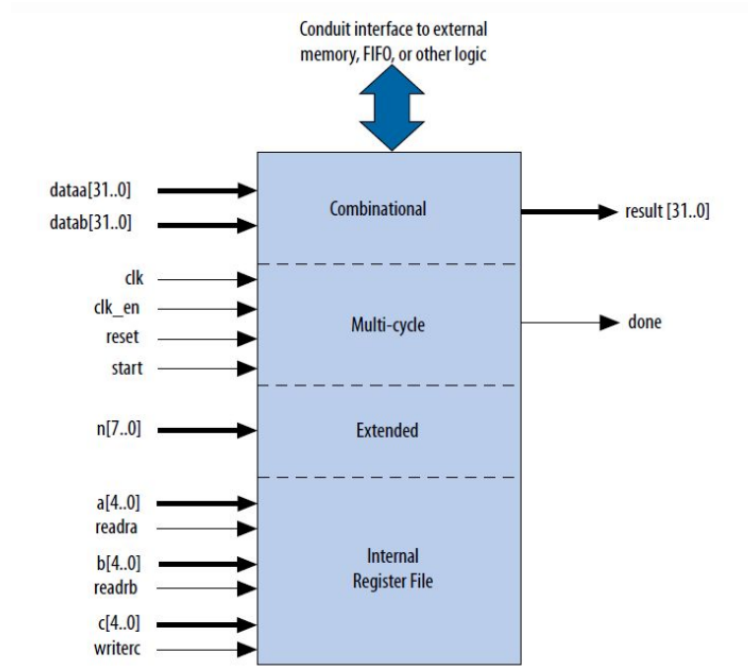 Conduit interface to external
memory, FIFO, or other logic
dataa[31..0]
datab[31..0]
Combinational
result [31..0]
clk
clk_en
reset
start
Multi-cycle
done
n[7..0]
Extended
a[4..0]
readra
b[4..0]
readrb
c[4..0]
writerc
Internal
Register File